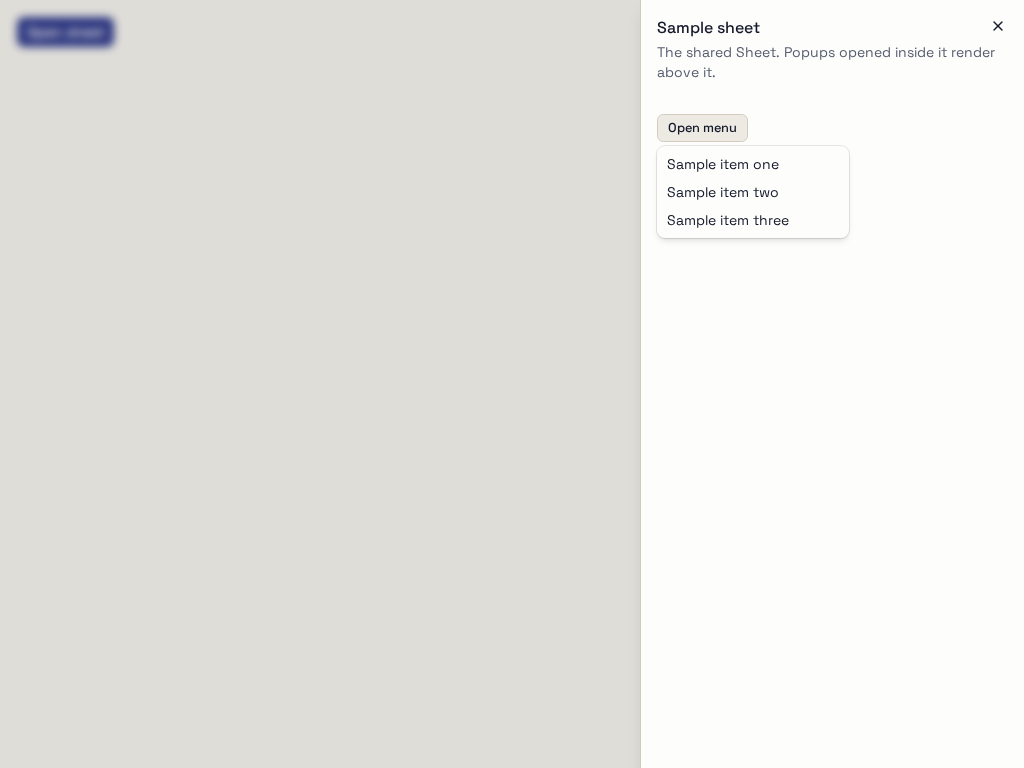 Sample sheet
The shared Sheet. Popups opened inside it render
above it.
Open menu
Sample item one
Sample item two
Sample item three